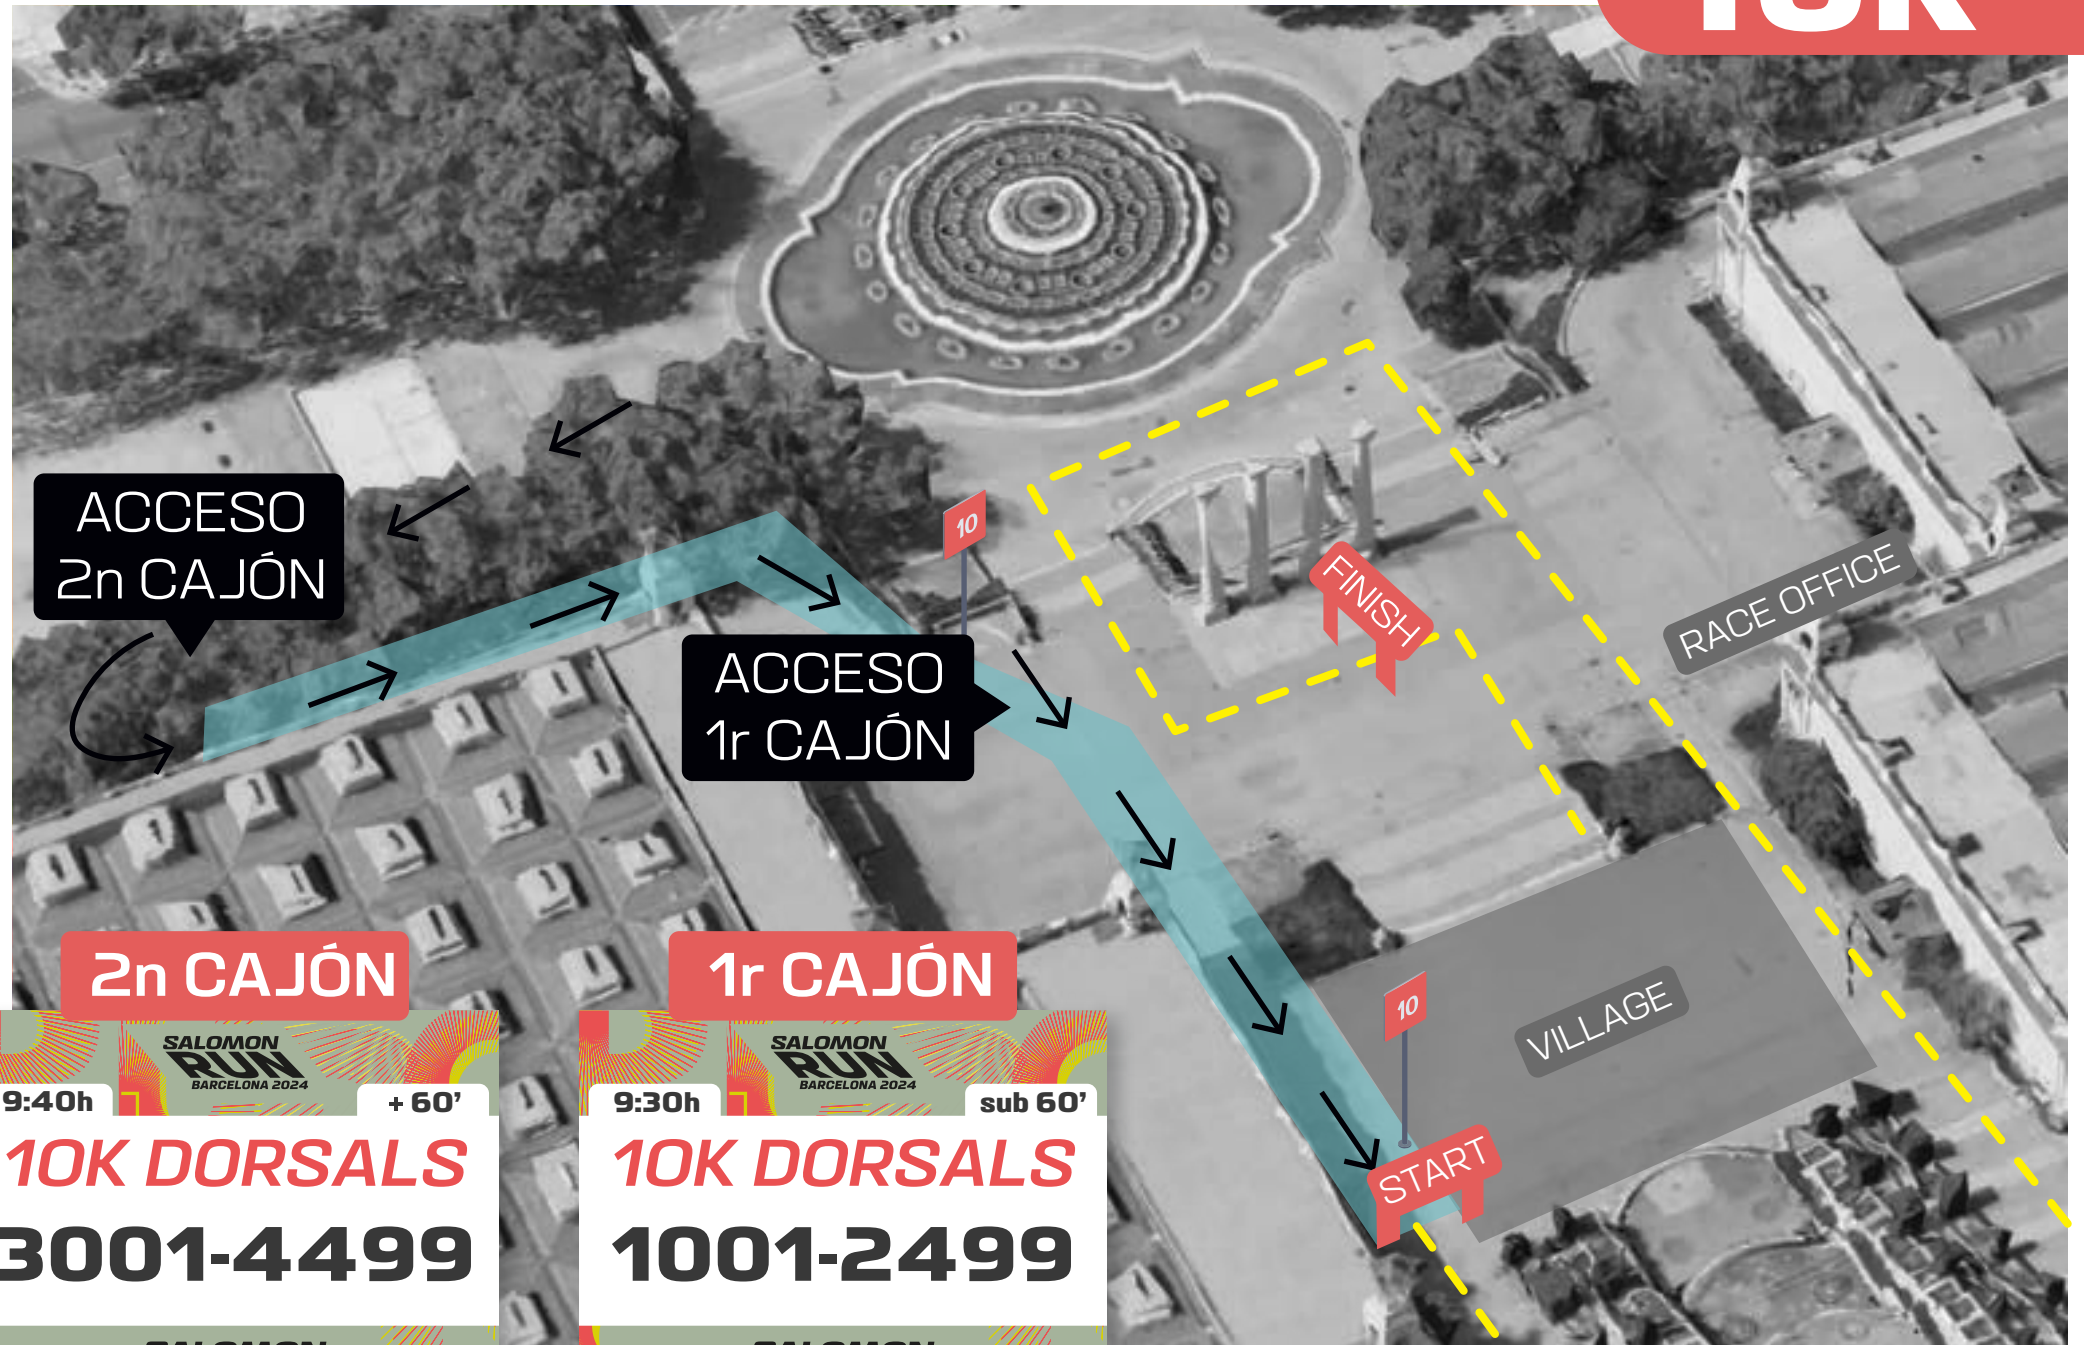 10K
ACCESO
2n CAJÓN
10
FINISH
RACE OFFICE
ACCESO
1r CAJÓN
2n CAJÓN
1r CAJÓN
10
VILLAGE
START
SALOMON
RUN
BARCELONA 2024
9:40h
+ 60’
10K DORSALS
3001-4499
SALOMON
SALOMON
RUN
BARCELONA 2024
9:30h
sub 60’
10K DORSALS
1001-2499
SALOMON